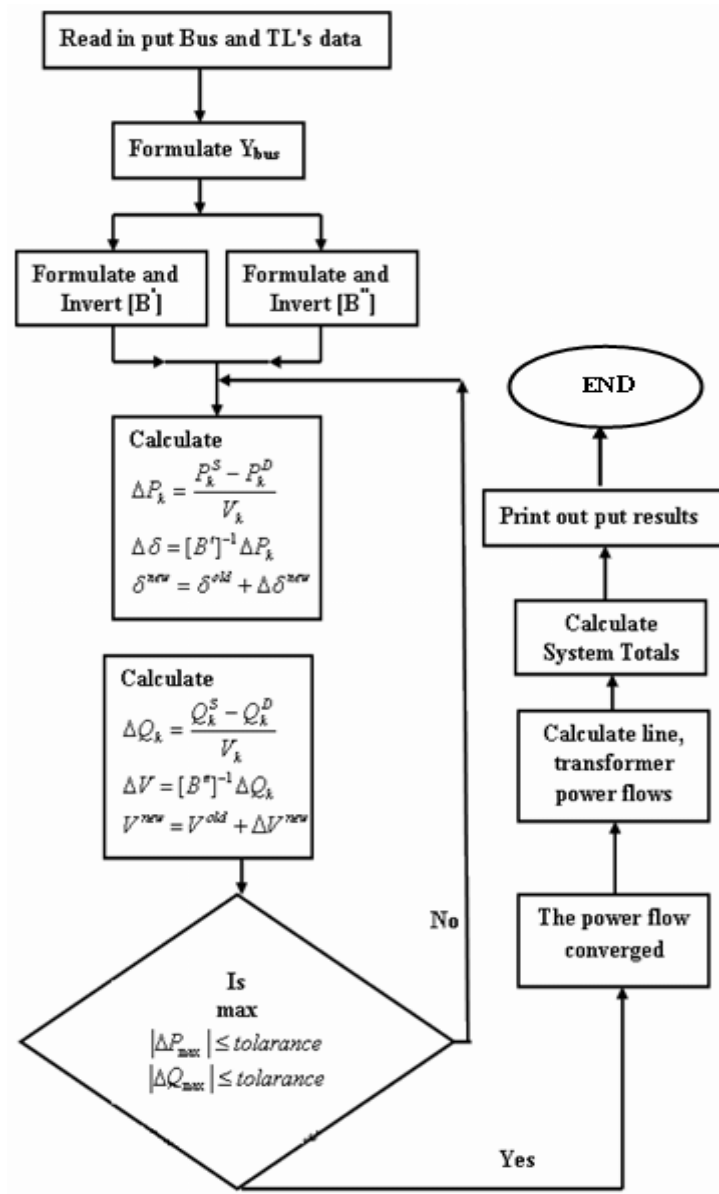 Read in put Bus and TL's data
Formulate Y_bus
Formulate and
Invert [B']
Formulate and
Invert [B'']
Calculate
ΔP_k = (P_k^S − P_k^D) / V_k
Δδ = [B']^-1 ΔP_k
δ^new = δ^old + Δδ^new
Calculate
ΔQ_k = (Q_k^S − Q_k^D) / V_k
ΔV = [B"]^-1 ΔQ_k
V^new = V^old + ΔV^new
Is
max
|ΔP_max| ≤ tolarance
|ΔQ_max| ≤ tolarance
No
Yes
The power flow
converged
Calculate line,
transformer
power flows
Calculate
System Totals
Print out put results
END